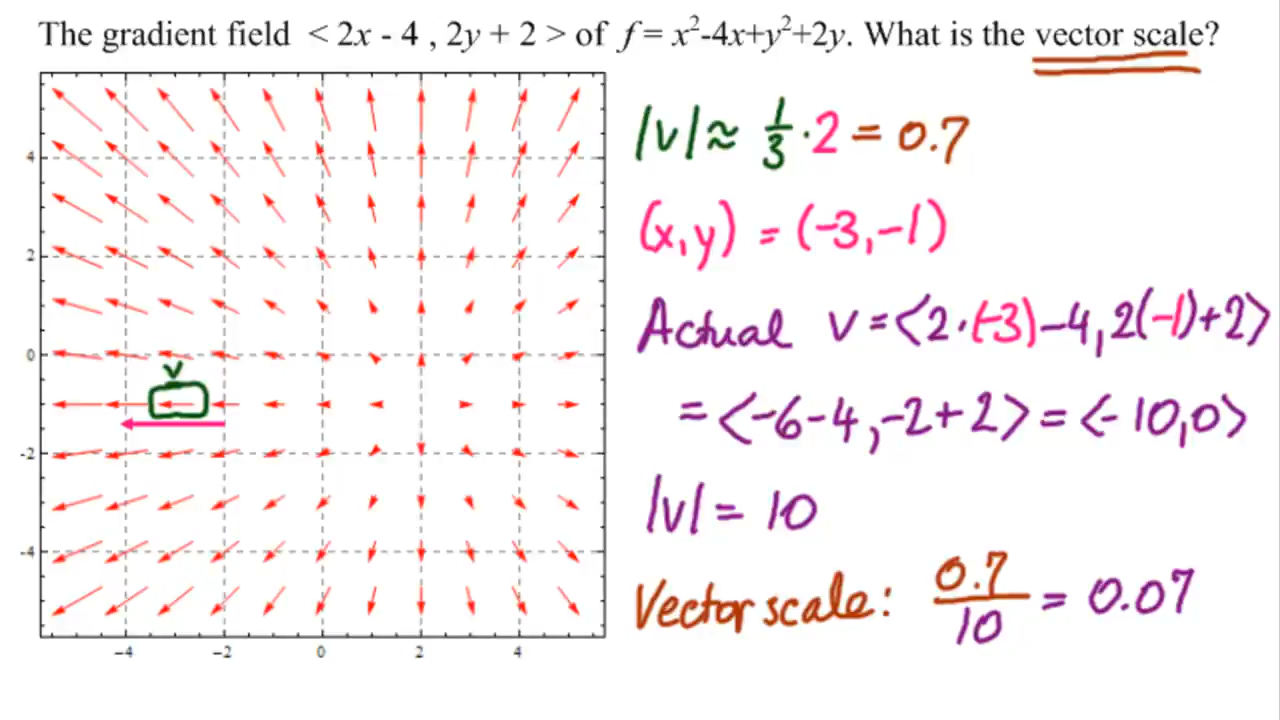 The gradient field < 2x - 4 , 2y + 2 > of f = x²-4x+y²+2y. What is the vector scale?
|v| ≈ 1/3 · 2 = 0.7
(x,y) = (-3,-1)
Actual v = <2·(-3)-4, 2(-1)+2>
= <-6-4, -2+2> = <-10,0>
|v| = 10
Vector scale: 0.7/10 = 0.07
4
2
0
v
-2
-4
-4 -2 0 2 4